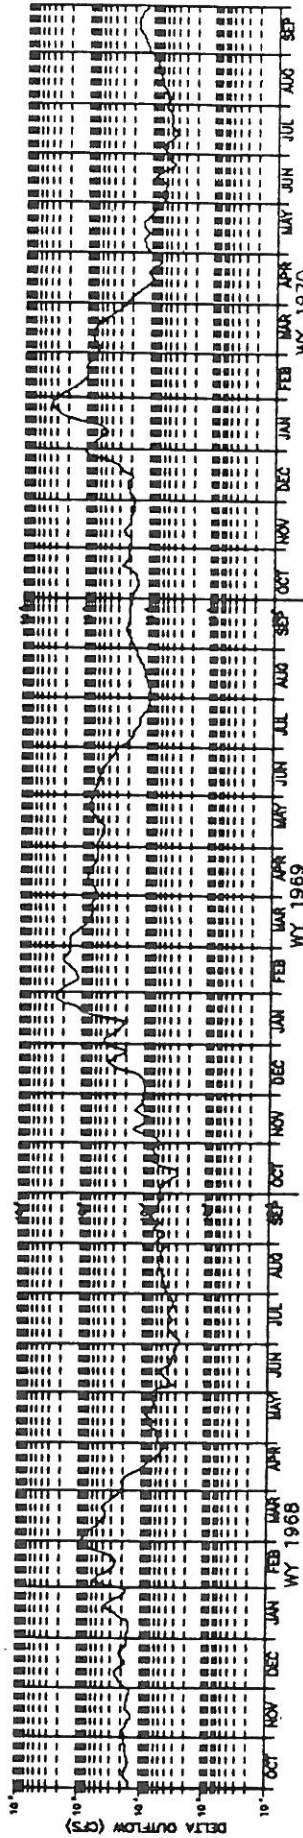 DELTA OUTFLOW (CFS)
OCT NOV DEC JAN FEB MAR APR MAY JUN JUL AUG SEP OCT NOV DEC JAN FEB MAR APR MAY JUN JUL AUG SEP OCT NOV DEC JAN FEB MAR APR MAY JUN JUL AUG SEP
WY 1968 WY 1969 WY 1970